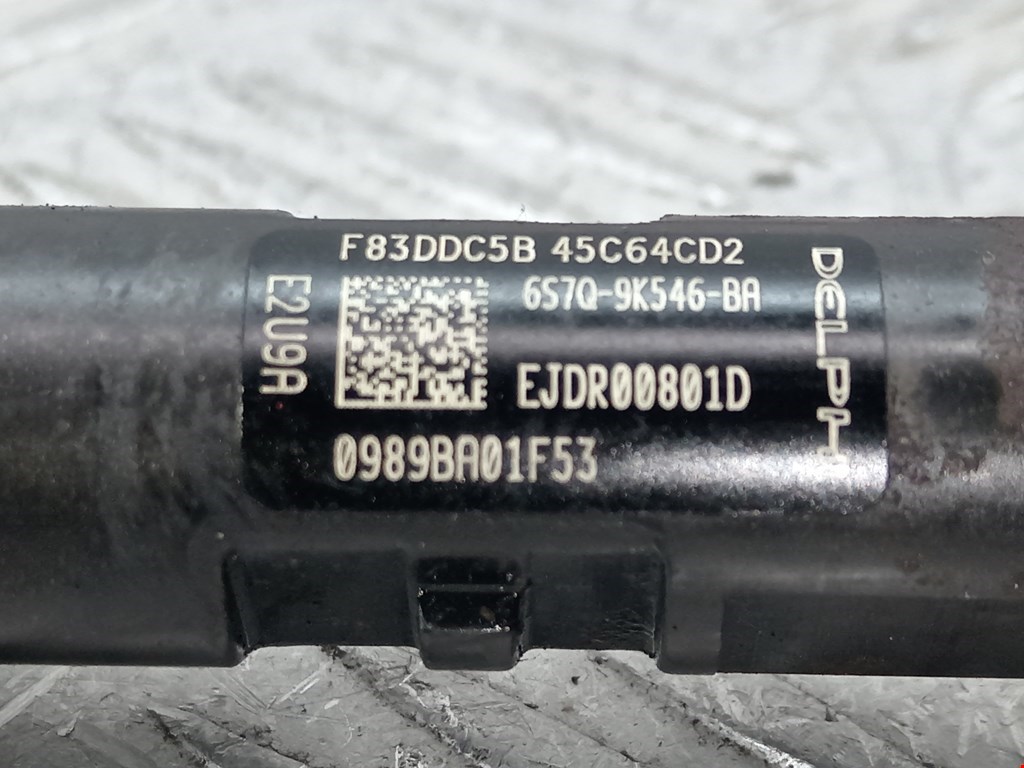 F83DDC5B 45C64CD2
6S7Q-9K546-BA
EJDR00801D
0989BA01F53
E2U9A
DELPHI